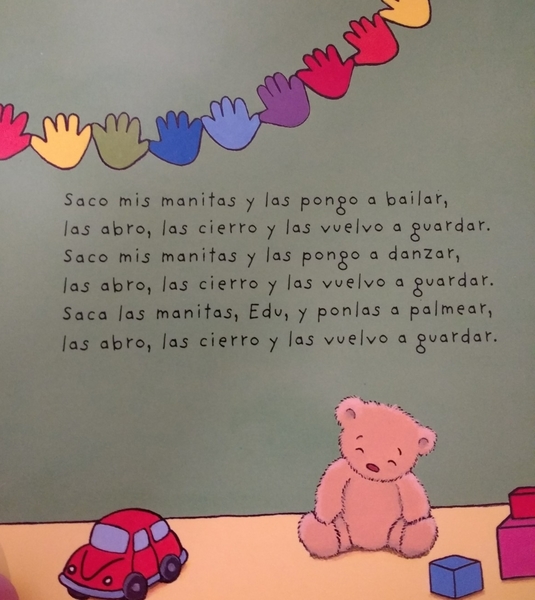 Saco mis manitas y las pongo a bailar,
las abro, las cierro y las vuelvo a guardar.
Saco mis manitas y las pongo a danzar,
las abro, las cierro y las vuelvo a guardar.
Saca las manitas, Edu, y ponlas a palmear,
las abro, las cierro y las vuelvo a guardar.